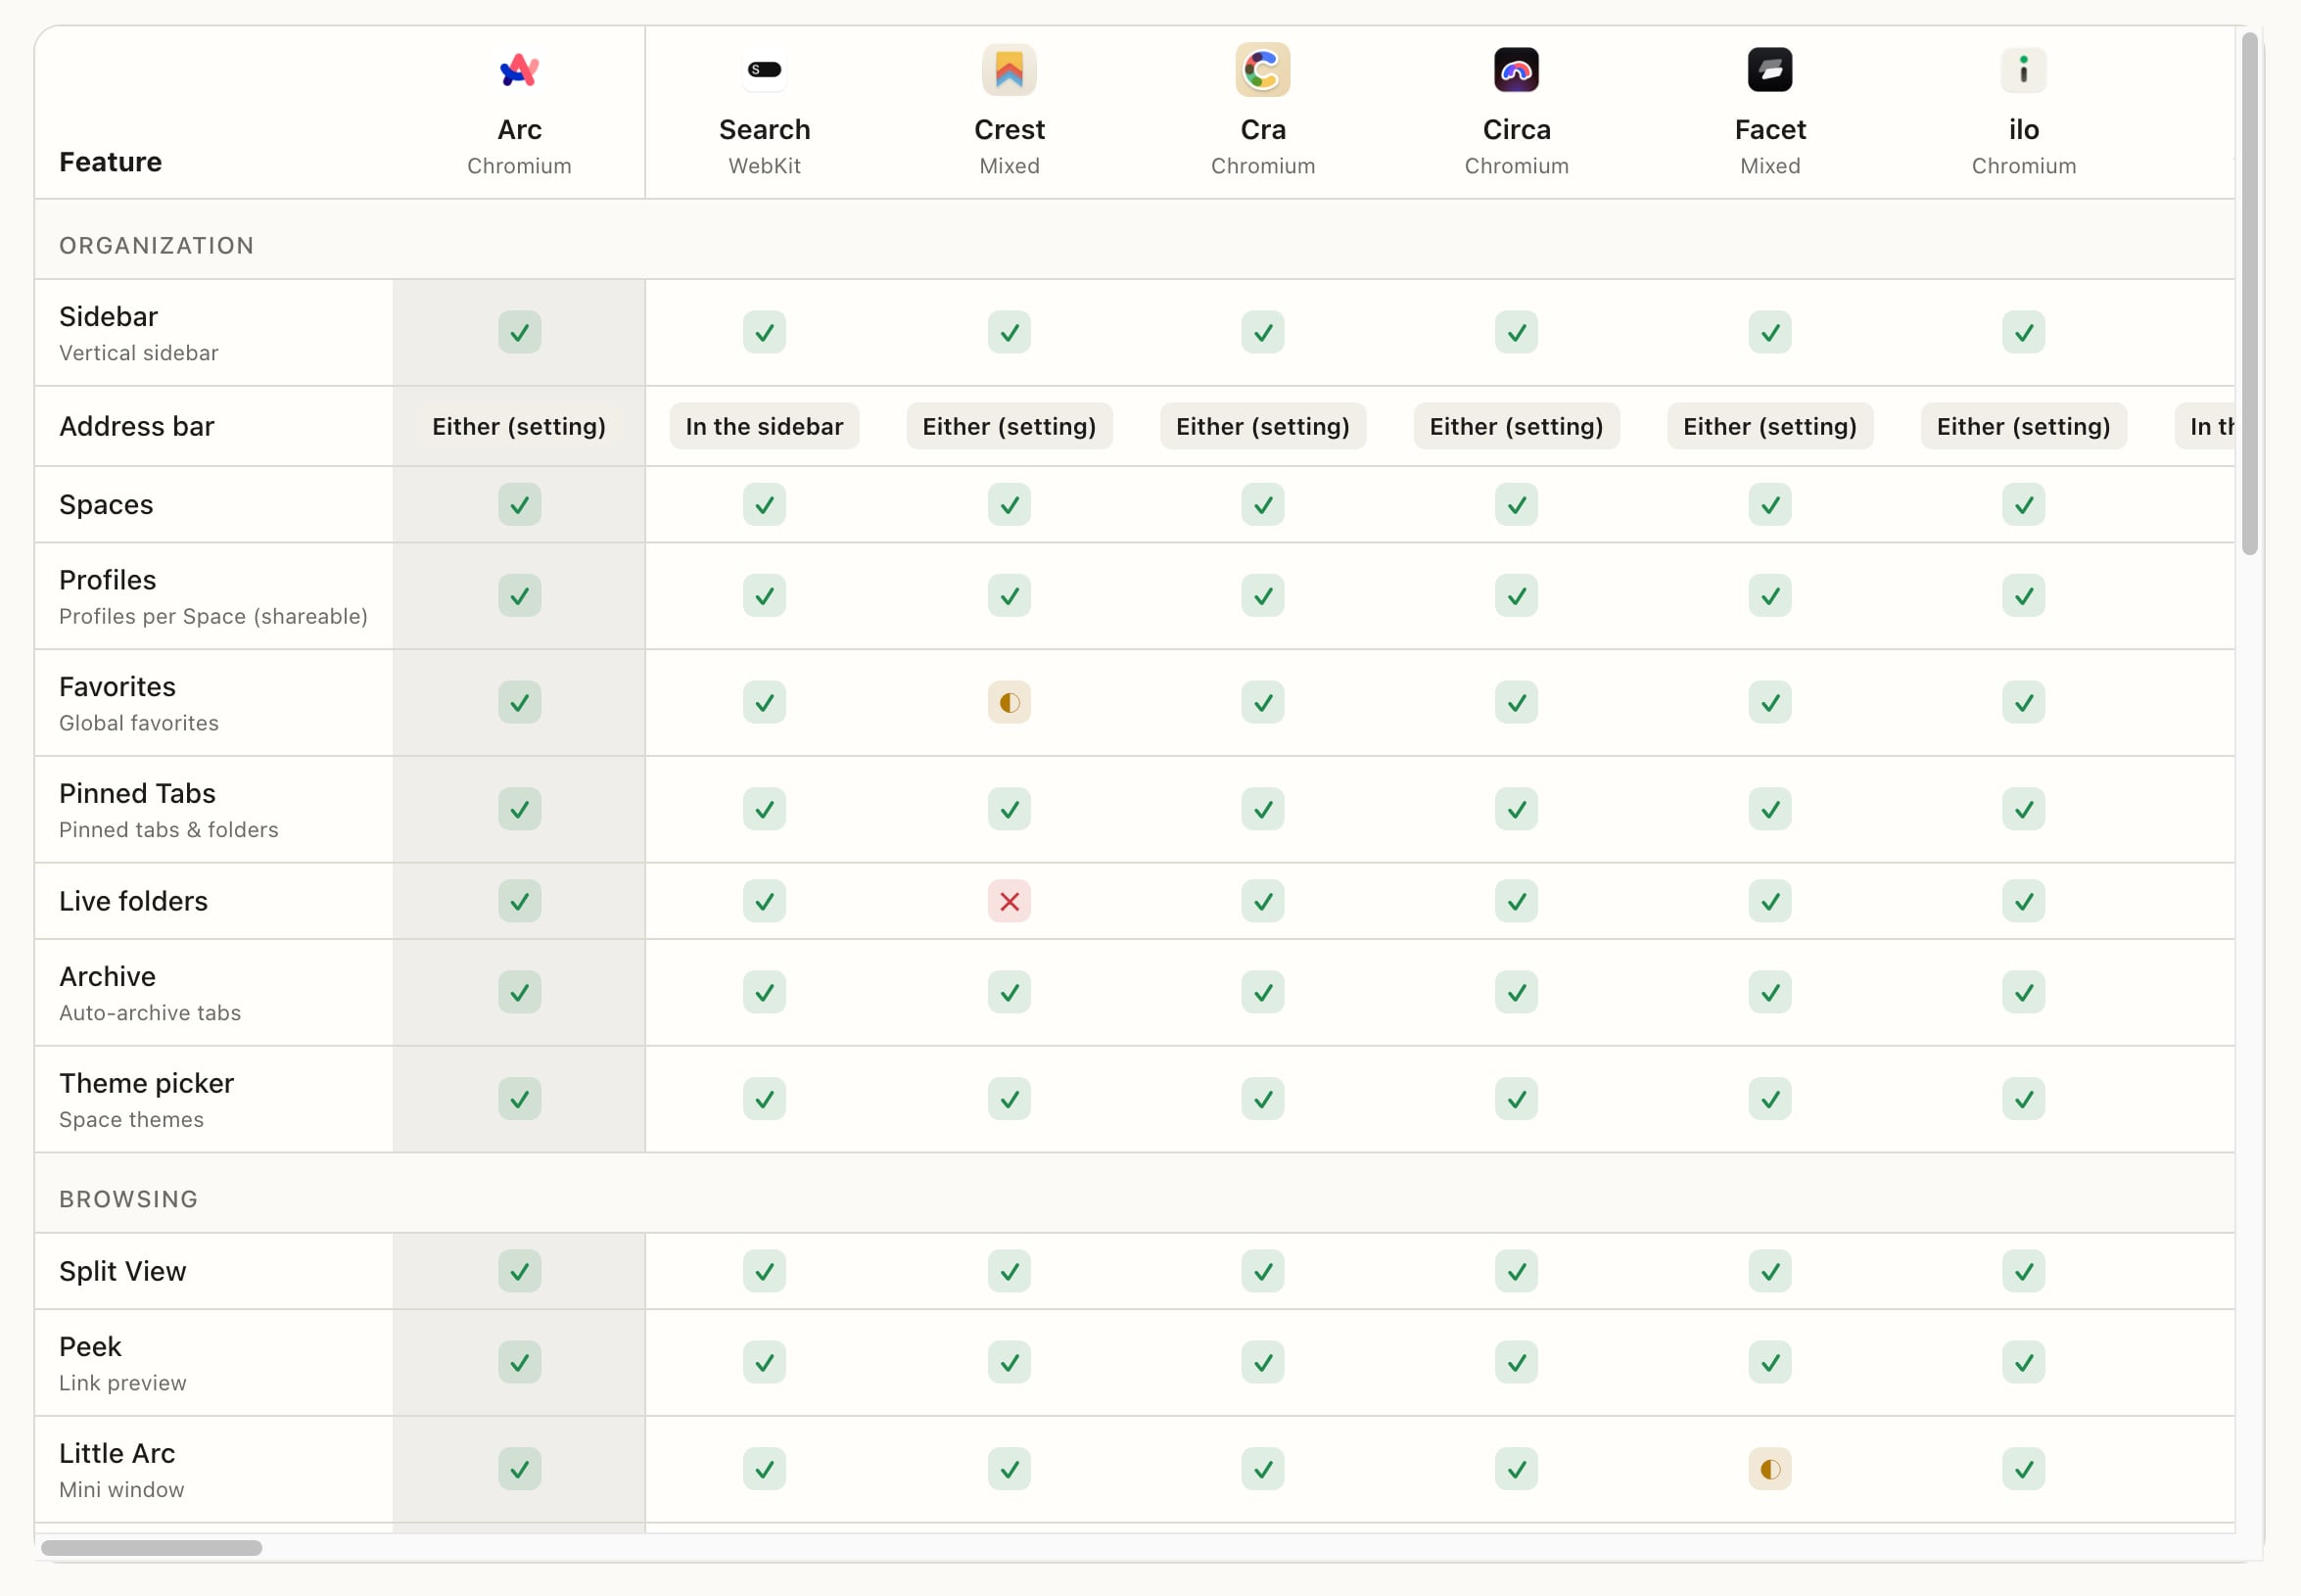 S
Arc
Search
Crest
Cra
Circa
Facet
ilo
Feature
Chromium
WebKit
Mixed
Chromium
Chromium
Mixed
Chromium
ORGANIZATION
Sidebar
Vertical sidebar
Address bar
Either (setting)
In the sidebar
Either (setting)
Either (setting)
Either (setting)
Either (setting)
Either (setting)
In th
Spaces
Profiles
Profiles per Space (shareable)
Favorites
Global favorites
Pinned Tabs
Pinned tabs & folders
Live folders
Archive
Auto-archive tabs
Theme picker
Space themes
BROWSING
Split View
Peek
Link preview
Little Arc
Mini window